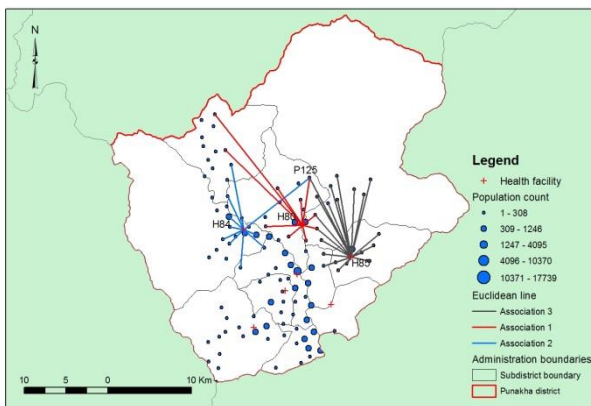 N
P125
H84
H86
H85
Legend
Health facility
Population count
1 - 308
309 - 1246
1247 - 4095
4096 - 10370
10371 - 17739
Euclidean line
Association 3
Association 1
Association 2
Administration boundaries
Subdistrict boundary
Punakha district
10 5 0 10 Km